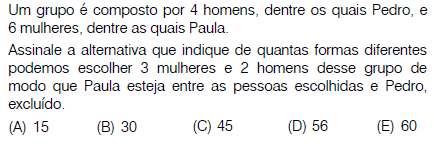 Um grupo é composto por 4 homens, dentre os quais Pedro, e
6 mulheres, dentre as quais Paula.
Assinale a alternativa que indique de quantas formas diferentes
podemos escolher 3 mulheres e 2 homens desse grupo de
modo que Paula esteja entre as pessoas escolhidas e Pedro,
excluído.
(A) 15 (B) 30 (C) 45 (D) 56 (E) 60